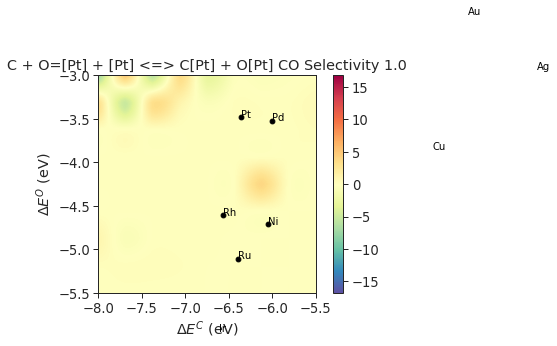 Au
C + O=[Pt] + [Pt] <=> C[Pt] + O[Pt] CO Selectivity 1.0
Ag
−3.0
−3.5
−4.0
−4.5
−5.0
−5.5
ΔE^O (eV)
Pt
Pd
Cu
Rh
Ni
Ru
15
10
5
0
−5
−10
−15
−8.0 −7.5 −7.0 −6.5 −6.0 −5.5
ΔE^C (eV)
Ir